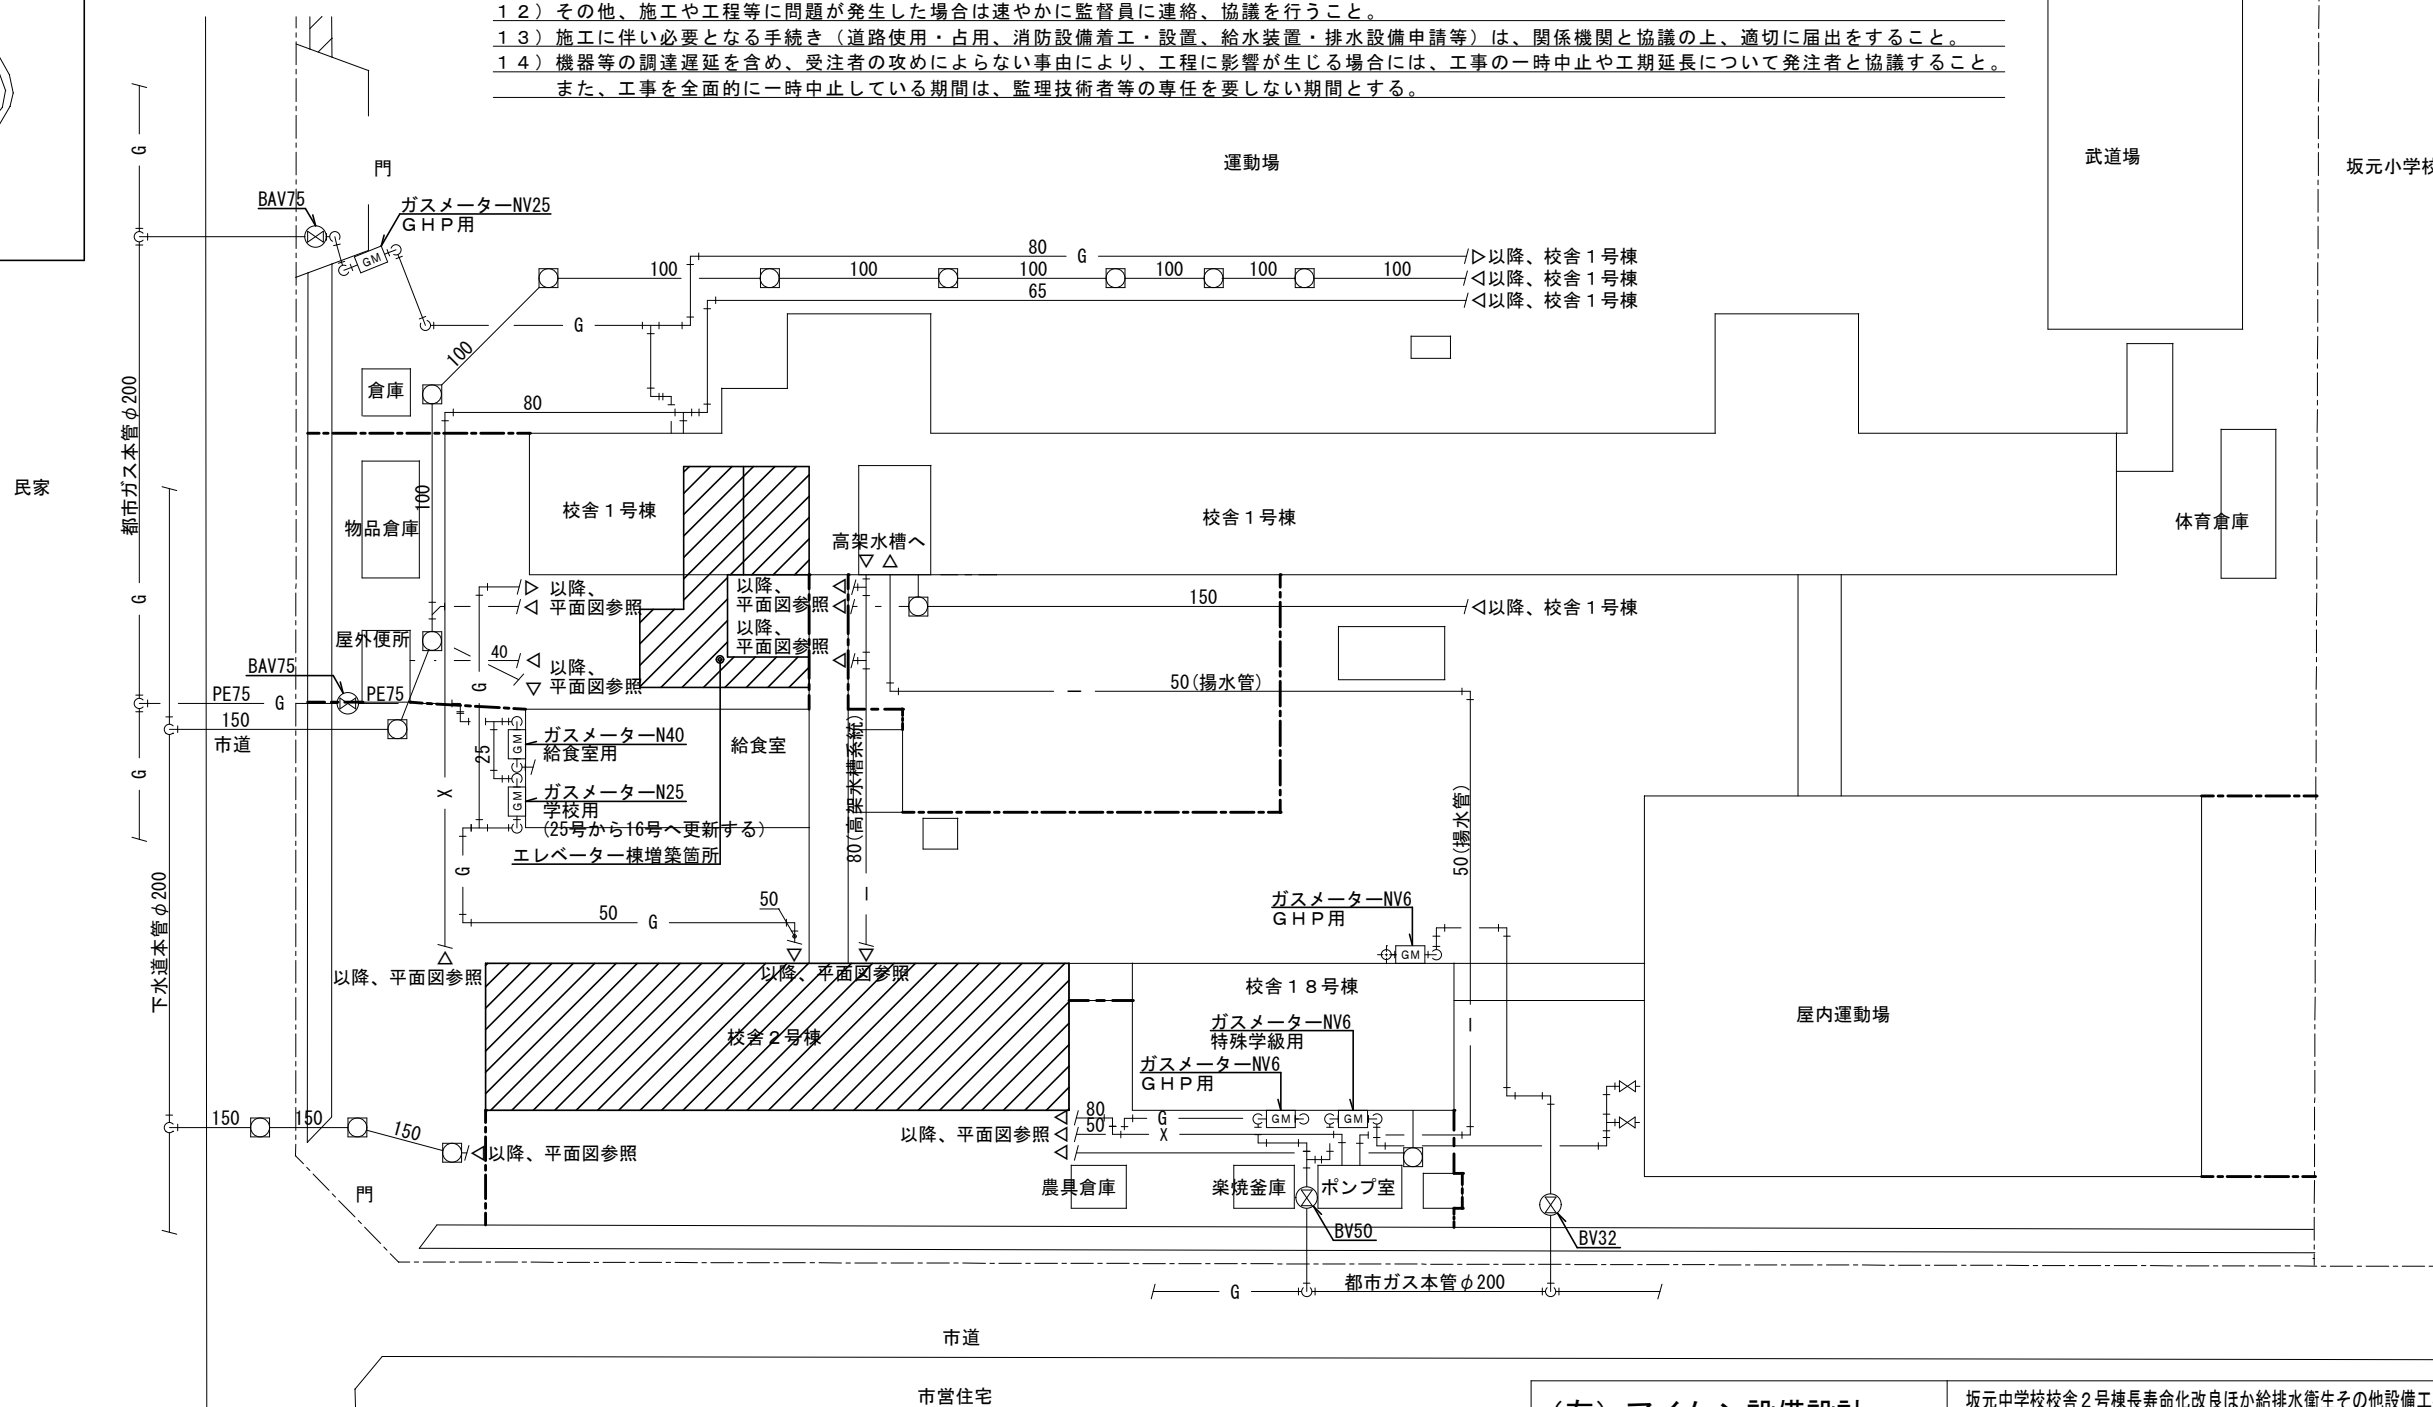 １２）その他、施工や工程等に問題が発生した場合は速やかに監督員に連絡、協議を行うこと。
１３）施工に伴い必要となる手続き（道路使用・占用、消防設備着工・設置、給水装置・排水設備申請等）は、関係機関と協議の上、適切に届出をすること。
１４）機器等の調達遅延を含め、受注者の攻めによらない事由により、工程に影響が生じる場合には、工事の一時中止や工期延長について発注者と協議すること。
また、工事を全面的に一時中止している期間は、監理技術者等の専任を要しない期間とする。
G
門
運動場
武道場
坂元小学校
BAV75
ガスメーターNV25
ＧＨＰ用
GM
80
G
以降、校舎１号棟
100
100
100
100
100
100
以降、校舎１号棟
65
以降、校舎１号棟
G
100
都市ガス本管φ200
倉庫
80
民家
100
物品倉庫
校舎１号棟
校舎１号棟
体育倉庫
高架水槽へ
以降、
平面図参照
以降、
平面図参照
G
150
以降、校舎１号棟
以降、
平面図参照
屋外便所
40
以降、
平面図参照
G
BAV75
PE75
G
PE75
50(揚水管)
150
市道
G
25
GM
ガスメーターN40
給食室用
給食室
80(高架水槽系統)
X
GM
ガスメーターN25
学校用
(25号から16号へ更新する)
エレベーター棟増築箇所
50(揚水管)
G
下水道本管φ200
50
G
50
ガスメーターNV6
ＧＨＰ用
GM
以降、平面図参照
以降、平面図参照
校舎１８号棟
屋内運動場
校舎２号棟
ガスメーターNV6
特殊学級用
ガスメーターNV6
ＧＨＰ用
150
150
150
以降、平面図参照
80
G
GM
GM
50
X
以降、平面図参照
門
農具倉庫
楽焼釜庫
ポンプ室
BV50
BV32
G
都市ガス本管φ200
市道
市営住宅
坂元中学校校舎２号棟長寿命化改良ほか給排水衛生その他設備工